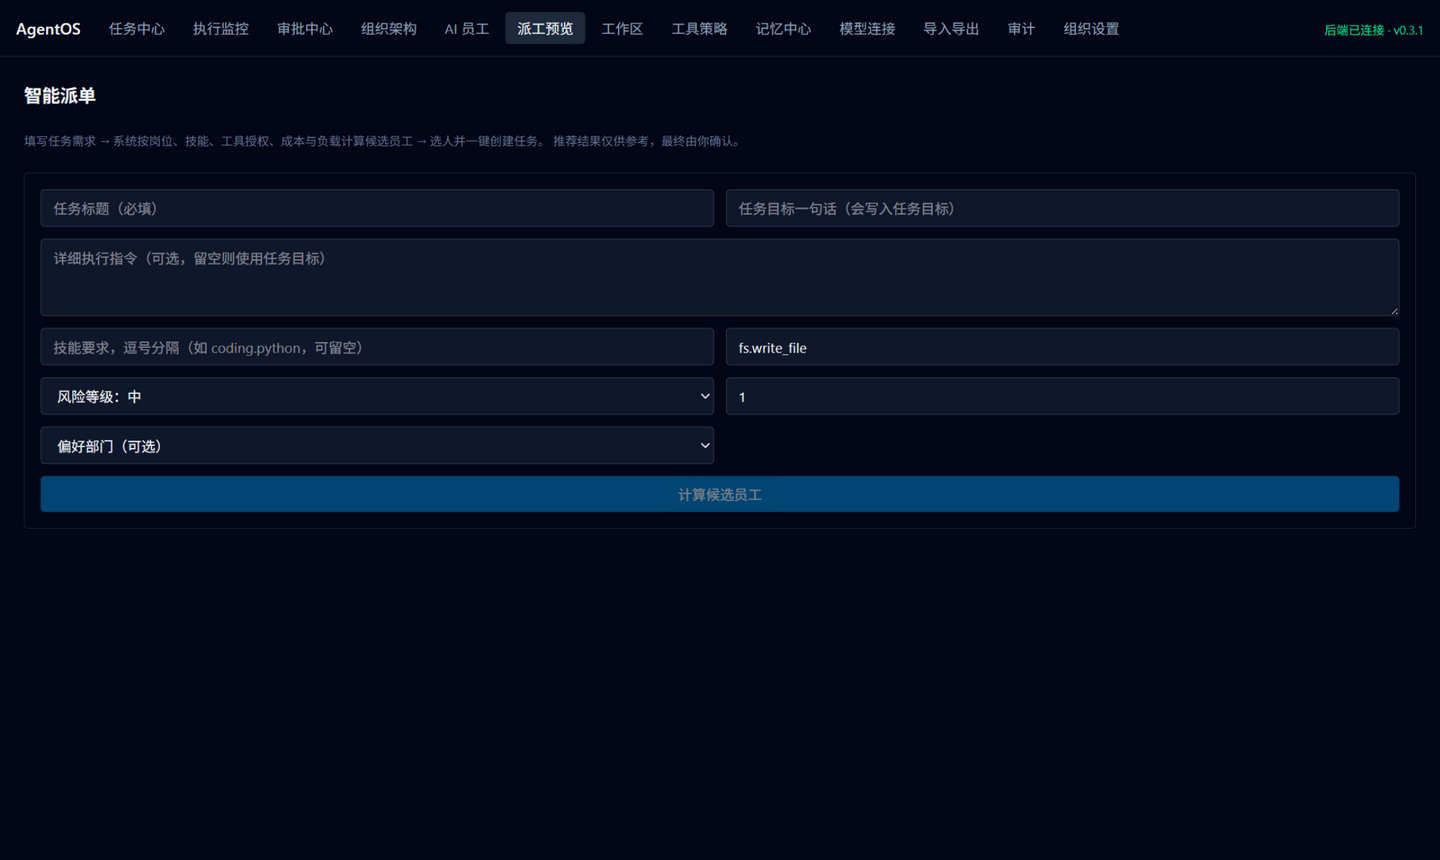 AgentOS 任务中心 执行监控 审批中心 组织架构 AI 员工 派工预览 工作区 工具策略 记忆中心 模型连接 导入导出 审计 组织设置 后端已连接 · v0.3.1
智能派单
填写任务需求 → 系统按岗位、技能、工具授权、成本与负载计算候选员工 → 选人并一键创建任务。 推荐结果仅供参考，最终由你确认。
任务标题（必填） 任务目标一句话（会写入任务目标）
详细执行指令（可选，留空则使用任务目标）
技能要求，逗号分隔（如 coding.python，可留空） fs.write_file
风险等级：中 1
偏好部门（可选）
计算候选员工